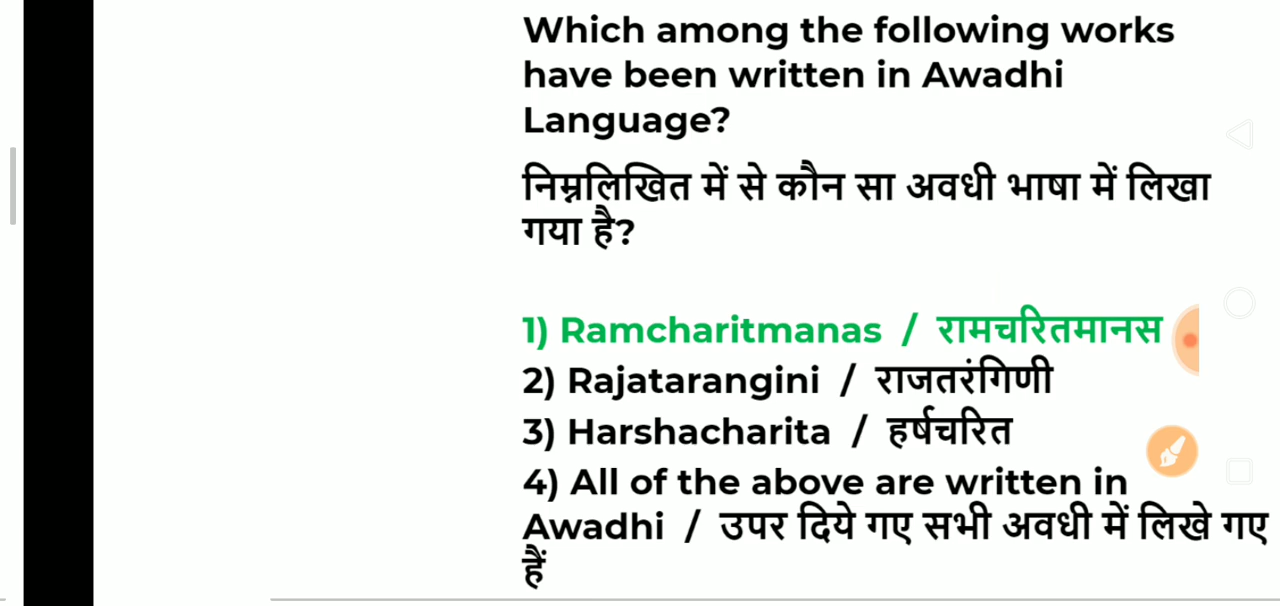 Which among the following works
have been written in Awadhi
Language?
निम्नलिखित में से कौन सा अवधी भाषा में लिखा
गया है?
1) Ramcharitmanas / रामचरितमानस
2) Rajatarangini / राजतरंगिणी
3) Harshacharita / हर्षचरित
4) All of the above are written in
Awadhi / उपर दिये गए सभी अवधी में लिखे गए
हैं